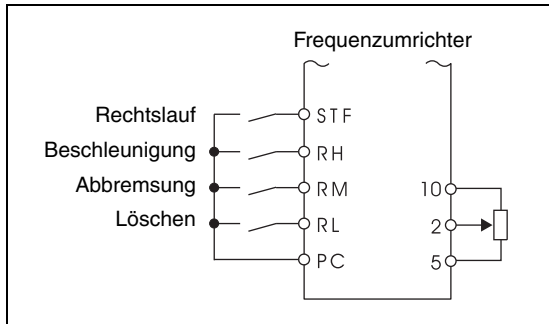 Frequenzumrichter
Rechtslauf STF
Beschleunigung RH
Abbremsung RM 10
Löschen RL 2
PC 5